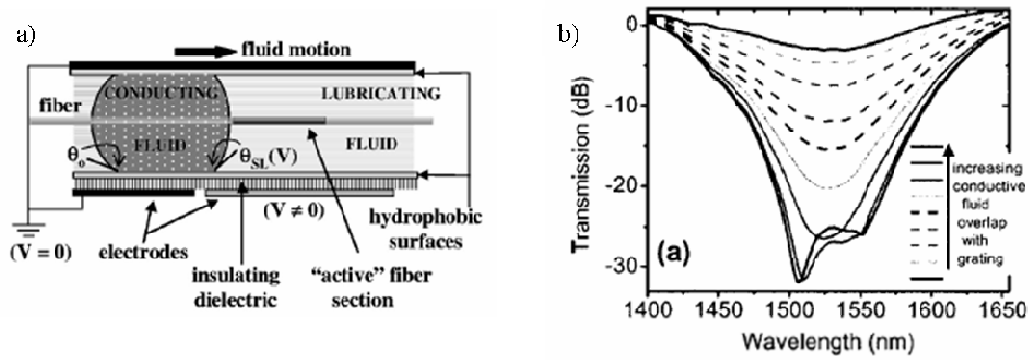 a)
fluid motion
fiber
CONDUCTING
LUBRICATING
FLUID
FLUID
θo
θSL(V)
(V ≠ 0)
(V = 0)
electrodes
insulating
dielectric
“active” fiber
section
hydrophobic
surfaces
b)
0
-10
-20
-30
Transmission (dB)
(a)
increasing
conductive
fluid
overlap
with
grating
1400
1450
1500
1550
1600
1650
Wavelength (nm)